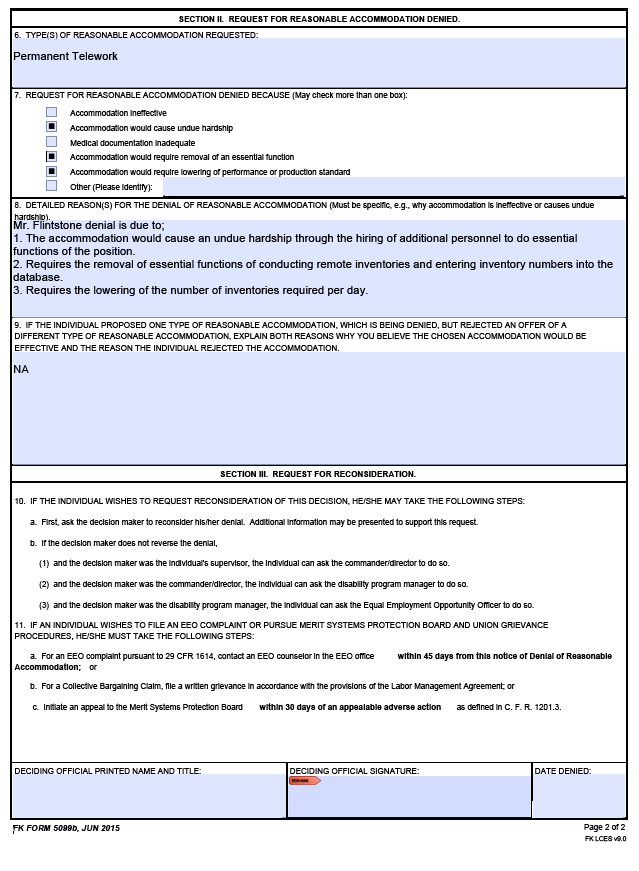 SECTION II. REQUEST FOR REASONABLE ACCOMMODATION DENIED.
6. TYPE(S) OF REASONABLE ACCOMMODATION REQUESTED:
Permanent Telework
7. REQUEST FOR REASONABLE ACCOMMODATION DENIED BECAUSE (May check more than one box):
Accommodation ineffective
Accommodation would cause undue hardship
Medical documentation inadequate
Accommodation would require removal of an essential function
Accommodation would require lowering of performance or production standard
Other (Please identify):
8. DETAILED REASON(S) FOR THE DENIAL OF REASONABLE ACCOMMODATION (Must be specific, e.g., why accommodation is ineffective or causes undue
hardship).
Mr. Flintstone denial is due to;
1. The accommodation would cause an undue hardship through the hiring of additional personnel to do essential
functions of the position.
2. Requires the removal of essential functions of conducting remote inventories and entering inventory numbers into the
database.
3. Requires the lowering of the number of inventories required per day.
9. IF THE INDIVIDUAL PROPOSED ONE TYPE OF REASONABLE ACCOMMODATION, WHICH IS BEING DENIED, BUT REJECTED AN OFFER OF A
DIFFERENT TYPE OF REASONABLE ACCOMMODATION, EXPLAIN BOTH REASONS WHY YOU BELIEVE THE CHOSEN ACCOMMODATION WOULD BE
EFFECTIVE AND THE REASON THE INDIVIDUAL REJECTED THE ACCOMMODATION.
NA
SECTION III. REQUEST FOR RECONSIDERATION.
10. IF THE INDIVIDUAL WISHES TO REQUEST RECONSIDERATION OF THIS DECISION, HE/SHE MAY TAKE THE FOLLOWING STEPS:
a. First, ask the decision maker to reconsider his/her denial. Additional information may be presented to support this request.
b. If the decision maker does not reverse the denial,
(1) and the decision maker was the individual's supervisor, the individual can ask the commander/director to do so.
(2) and the decision maker was the commander/director, the individual can ask the disability program manager to do so.
(3) and the decision maker was the disability program manager, the individual can ask the Equal Employment Opportunity Officer to do so.
11. IF AN INDIVIDUAL WISHES TO FILE AN EEO COMPLAINT OR PURSUE MERIT SYSTEMS PROTECTION BOARD AND UNION GRIEVANCE
PROCEDURES, HE/SHE MUST TAKE THE FOLLOWING STEPS:
a. For an EEO complaint pursuant to 29 CFR 1614, contact an EEO counselor in the EEO office within 45 days from this notice of Denial of Reasonable
Accommodation; or
b. For a Collective Bargaining Claim, file a written grievance in accordance with the provisions of the Labor Management Agreement; or
c. Initiate an appeal to the Merit Systems Protection Board within 30 days of an appealable adverse action as defined in C. F. R. 1201.3.
DECIDING OFFICIAL PRINTED NAME AND TITLE: DECIDING OFFICIAL SIGNATURE: DATE DENIED:
FK FORM 5099b, JUN 2015 Page 2 of 2
FK LCES v9.0